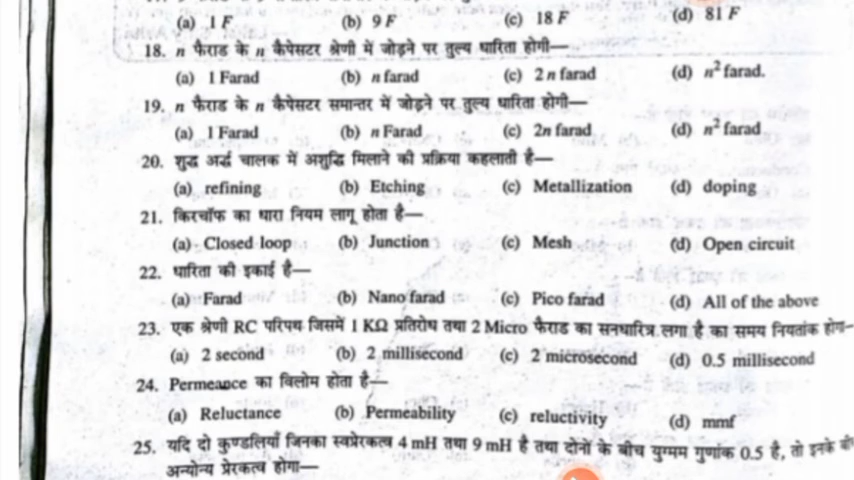 (a) 1 F (b) 9 F (c) 18 F (d) 81 F
18. n फैराड के n कैपेसटर श्रेणी में जोड़ने पर तुल्य धारिता होगी—
(a) 1 Farad (b) n farad (c) 2 n farad (d) n² farad.
19. n फैराड के n कैपेसटर समान्तर में जोड़ने पर तुल्य धारिता होगी—
(a) 1 Farad (b) n Farad (c) 2n farad (d) n² farad
20. शुद्ध अर्द्ध चालक में अशुद्धि मिलाने की प्रक्रिया कहलाती है—
(a) refining (b) Etching (c) Metallization (d) doping
21. किरचॉफ का धारा नियम लागू होता है—
(a) Closed loop (b) Junction (c) Mesh (d) Open circuit
22. धारिता की इकाई है—
(a) Farad (b) Nano farad (c) Pico farad (d) All of the above
23. एक श्रेणी RC परिपथ जिसमें 1 KΩ प्रतिरोध तथा 2 Micro फैराड का सनधारित्र लगा है का समय नियतांक होग—
(a) 2 second (b) 2 millisecond (c) 2 microsecond (d) 0.5 millisecond
24. Permeance का विलोम होता है—
(a) Reluctance (b) Permeability (c) reluctivity (d) mmf
25. यदि दो कुण्डलियाँ जिनका स्वप्रेरकत्व 4 mH तथा 9 mH है तथा दोनों के बीच युग्मम गुणांक 0.5 है, तो इनके
अन्योन्य प्रेरकत्व होगा—